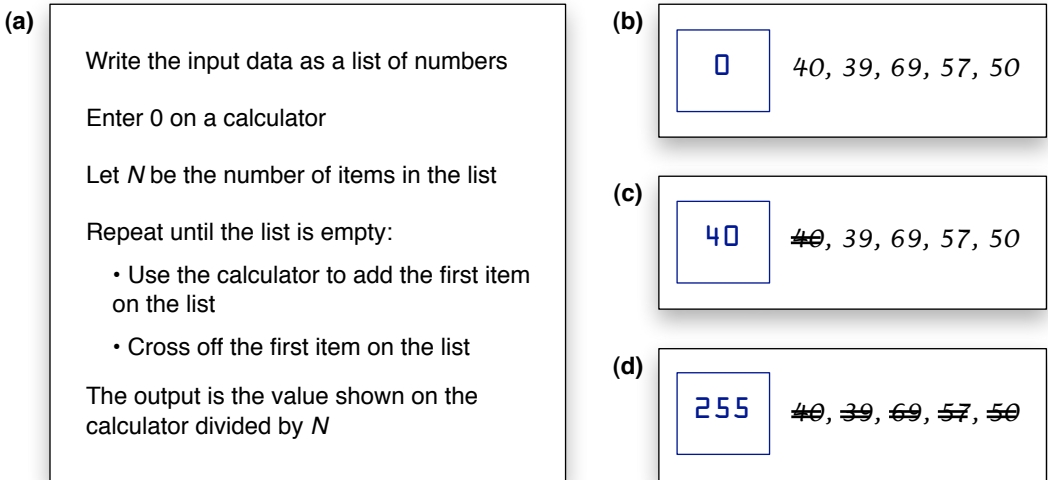 (a)
Write the input data as a list of numbers
Enter 0 on a calculator
Let N be the number of items in the list
Repeat until the list is empty:
• Use the calculator to add the first item
on the list
• Cross off the first item on the list
The output is the value shown on the
calculator divided by N
(b)
0 40, 39, 69, 57, 50
(c)
40 40, 39, 69, 57, 50
(d)
255 40, 39, 69, 57, 50